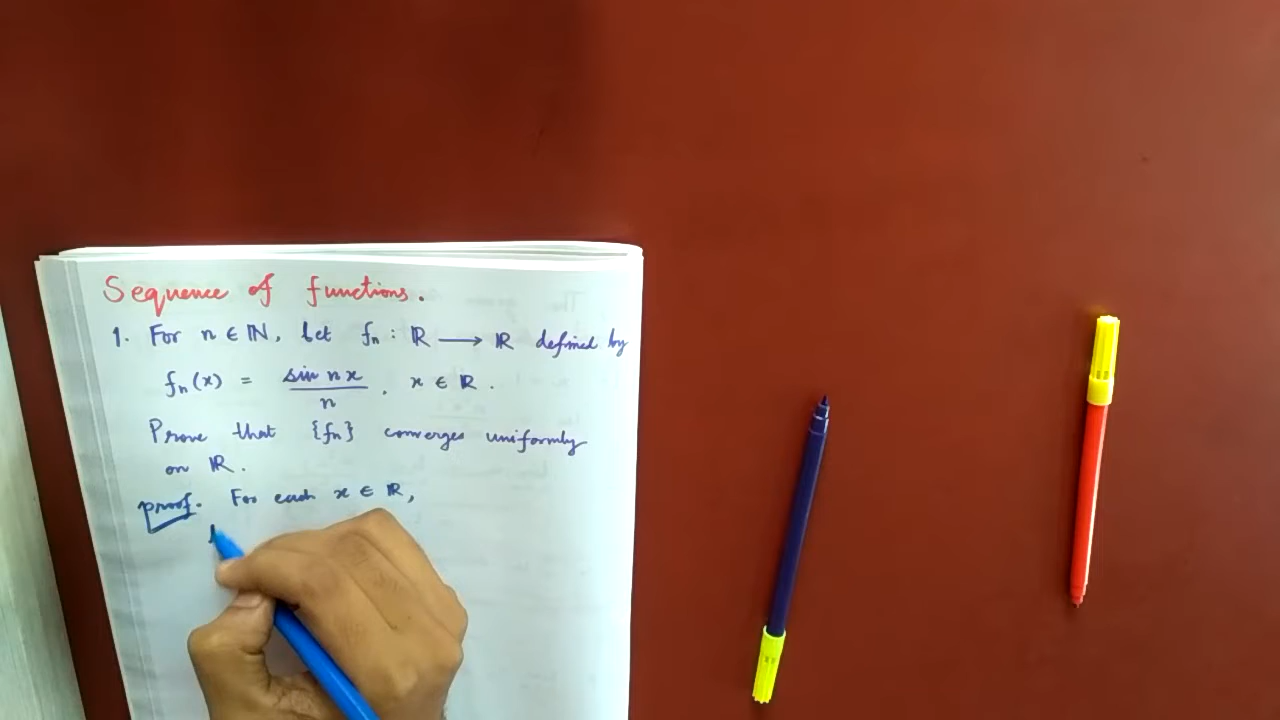 Sequence of functions.
1. For n ∈ ℕ, Let fₙ : ℝ ⟶ ℝ defined by
fₙ(x) = sin nx / n , x ∈ ℝ.
Prove that {fₙ} converges uniformly
on ℝ.
proof. For each x ∈ ℝ,